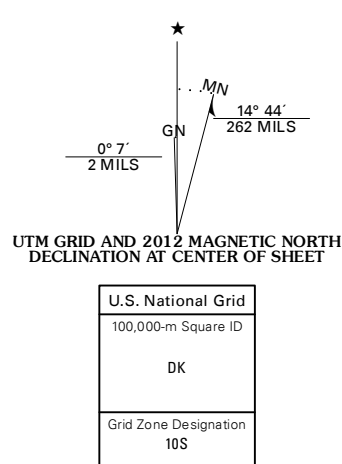 ★
MN
14° 44´
262 MILS
GN
0° 7´
2 MILS
UTM GRID AND 2012 MAGNETIC NORTH
DECLINATION AT CENTER OF SHEET
U.S. National Grid
100,000-m Square ID
DK
Grid Zone Designation
10S